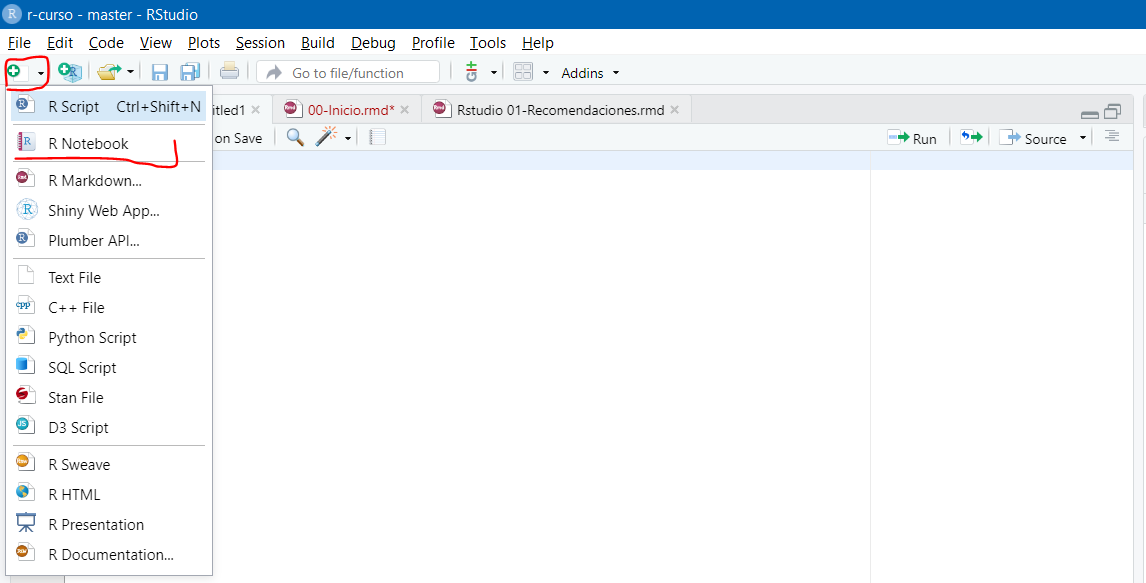 r-curso - master - RStudio
File Edit Code View Plots Session Build Debug Profile Tools Help
Go to file/function Addins
R Script Ctrl+Shift+N
itled1 00-Inicio.rmd* Rstudio 01-Recomendaciones.rmd
R Notebook
on Save Run Source
R Markdown...
Shiny Web App...
Plumber API...
Text File
C++ File
Python Script
SQL Script
Stan File
D3 Script
R Sweave
R HTML
R Presentation
R Documentation...